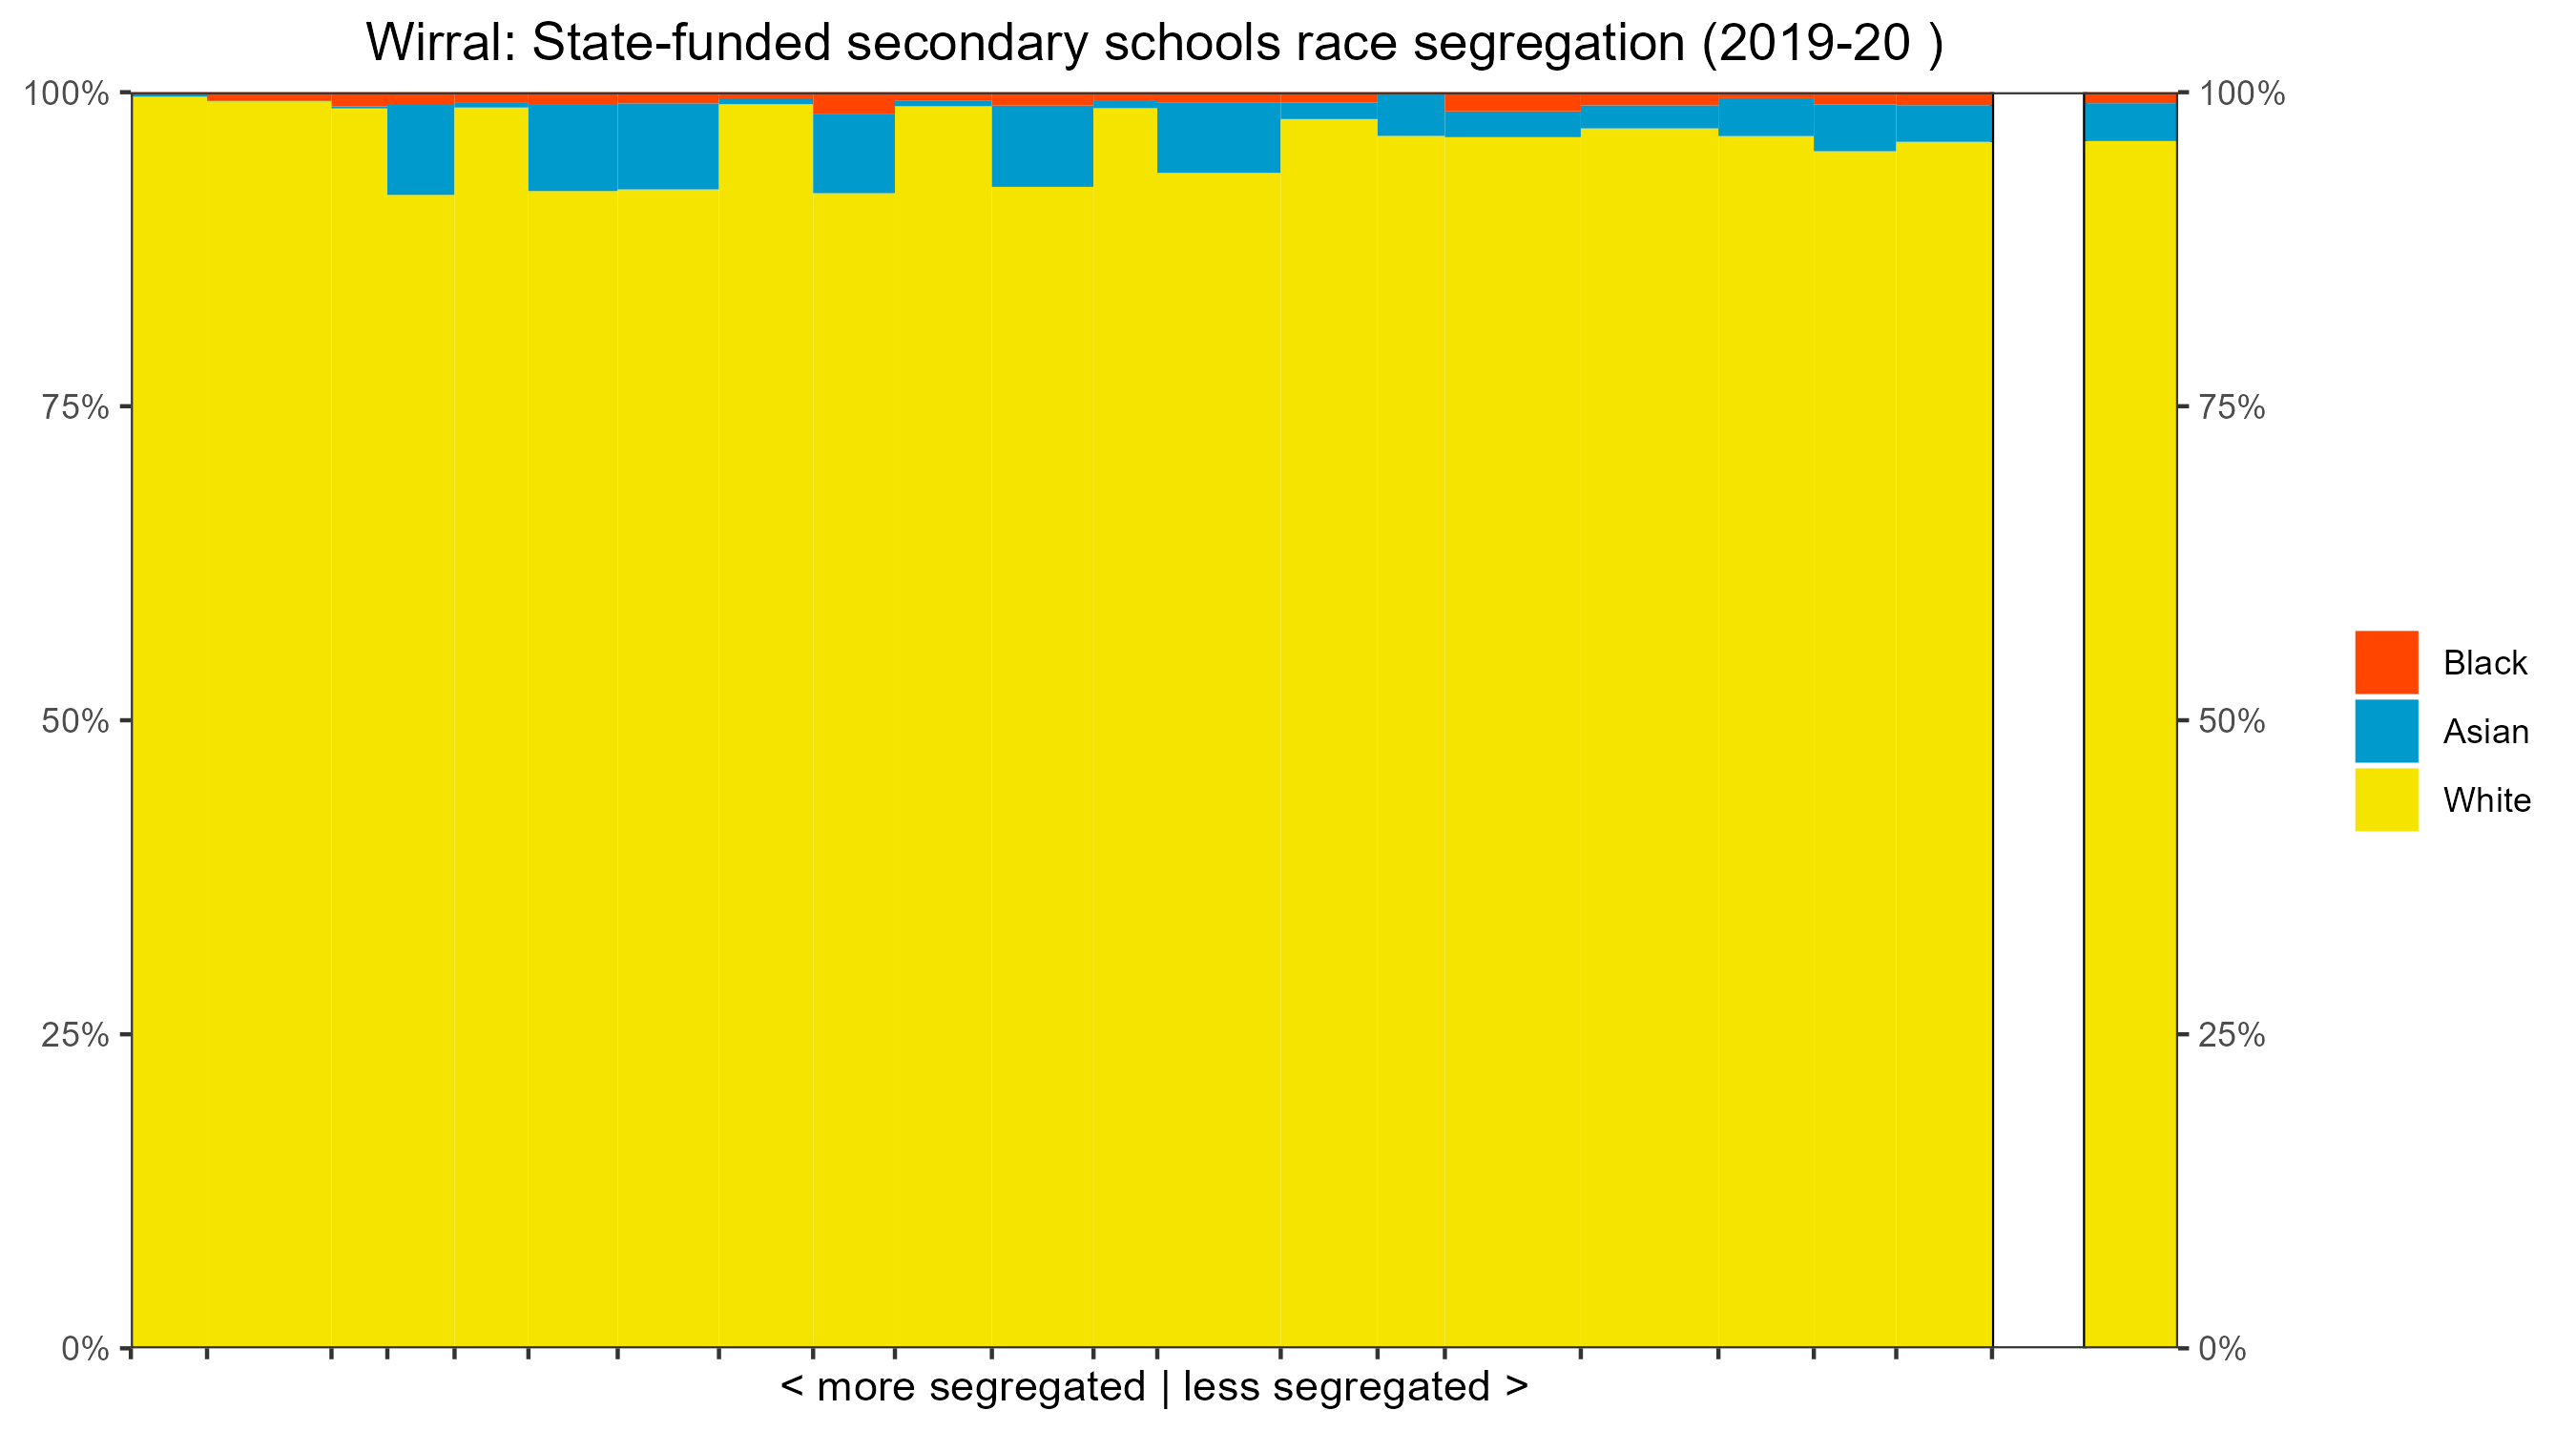 Wirral: State-funded secondary schools race segregation (2019-20 )
100%
75%
50%
25%
0%
100%
75%
50%
25%
0%
Black
Asian
White
< more segregated | less segregated >